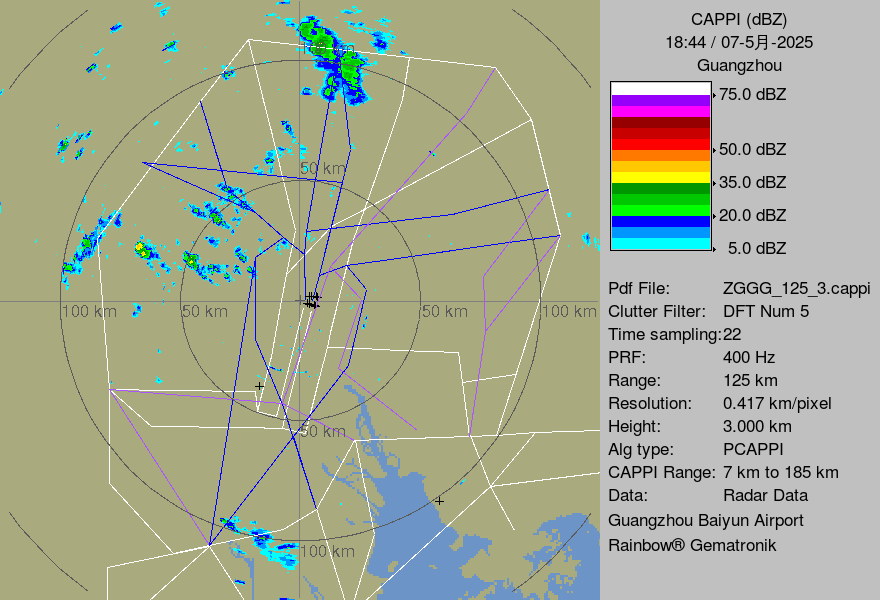 CAPPI (dBZ)
18:44 / 07-5月-2025
Guangzhou
75.0 dBZ
50.0 dBZ
35.0 dBZ
20.0 dBZ
5.0 dBZ
Pdf File: ZGGG_125_3.cappi
Clutter Filter: DFT Num 5
Time sampling:22
PRF: 400 Hz
Range: 125 km
Resolution: 0.417 km/pixel
Height: 3.000 km
Alg type: PCAPPI
CAPPI Range: 7 km to 185 km
Data: Radar Data
Guangzhou Baiyun Airport
Rainbow® Gematronik
50 km
100 km
50 km
50 km
100 km
50 km
100 km